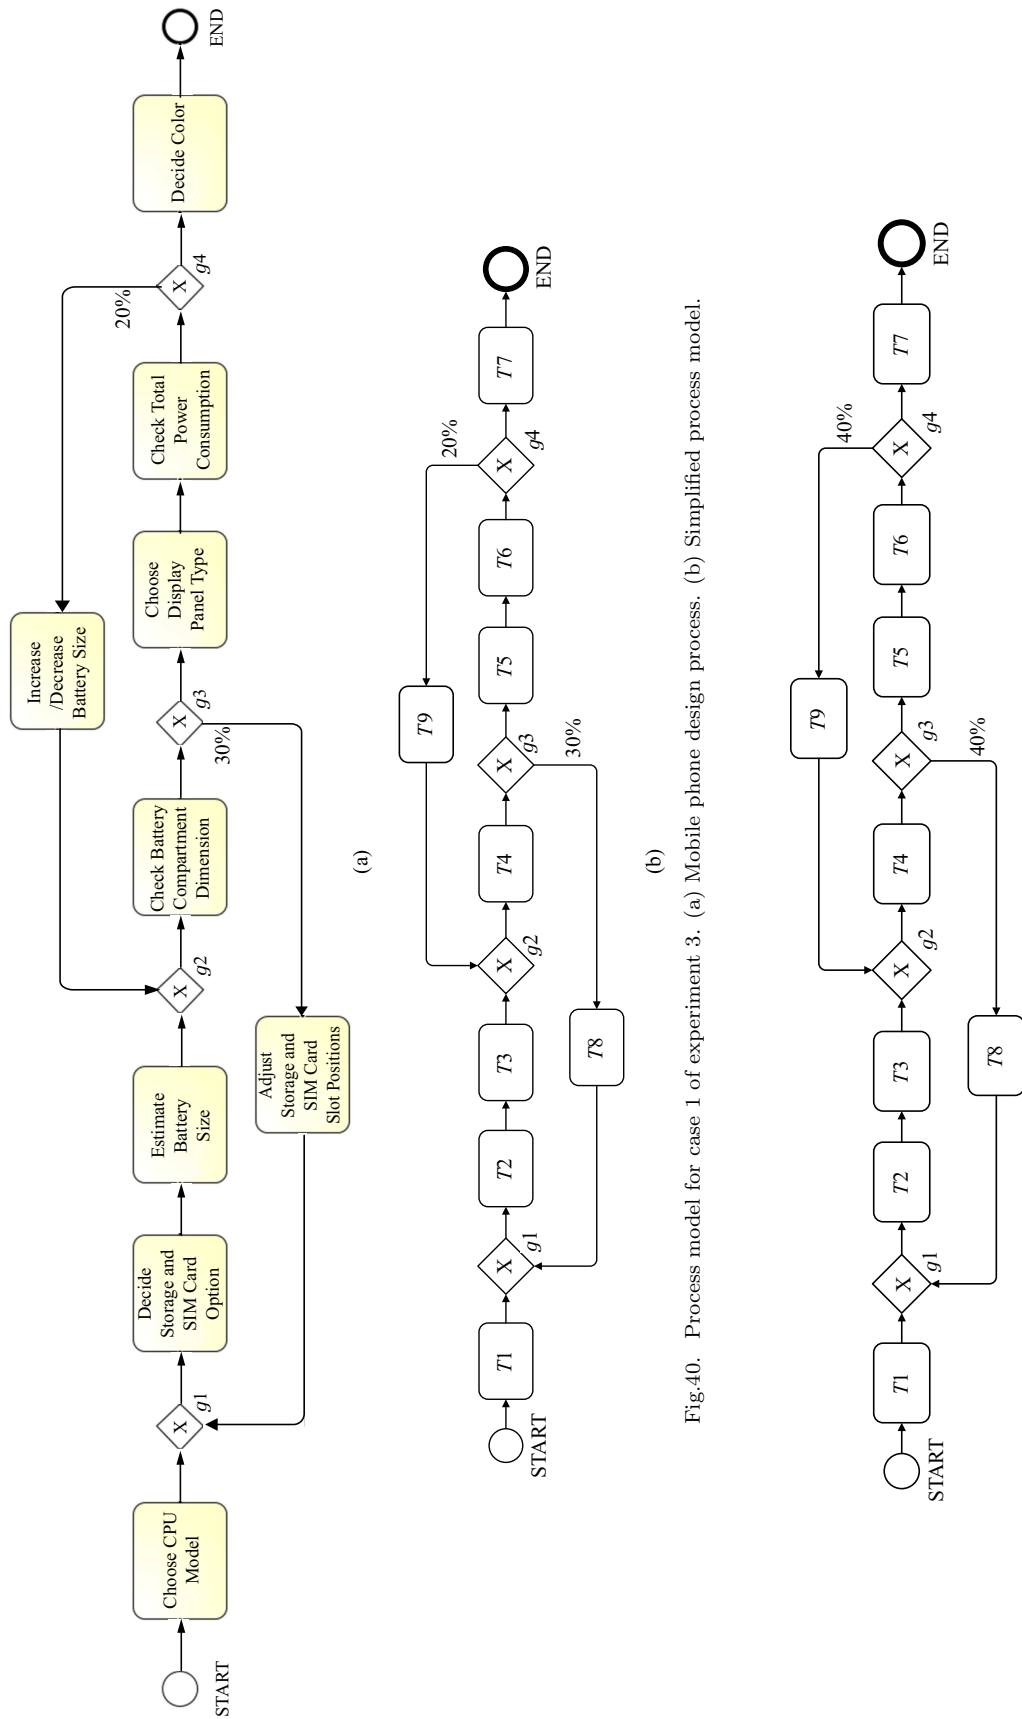 START
Choose CPU
Model
X
g1
Decide
Storage and
SIM Card
Option
Estimate
Battery
Size
X
g2
Check Battery
Compartment
Dimension
X
g3
30%
Choose
Display
Panel Type
Check Total
Power
Consumption
X
g4
20%
Decide Color
END
Increase
/Decrease
Battery Size
Adjust
Storage and
SIM Card
Slot Positions
(a)
START
T1
X
g1
T2
T3
X
g2
T4
X
g3
30%
T5
T6
X
g4
20%
T7
END
T9
T8
(b)
Fig.40. Process model for case 1 of experiment 3. (a) Mobile phone design process. (b) Simplified process model.
START
T1
X
g1
T2
T3
X
g2
T4
X
g3
40%
T5
T6
X
g4
40%
T7
END
T9
T8